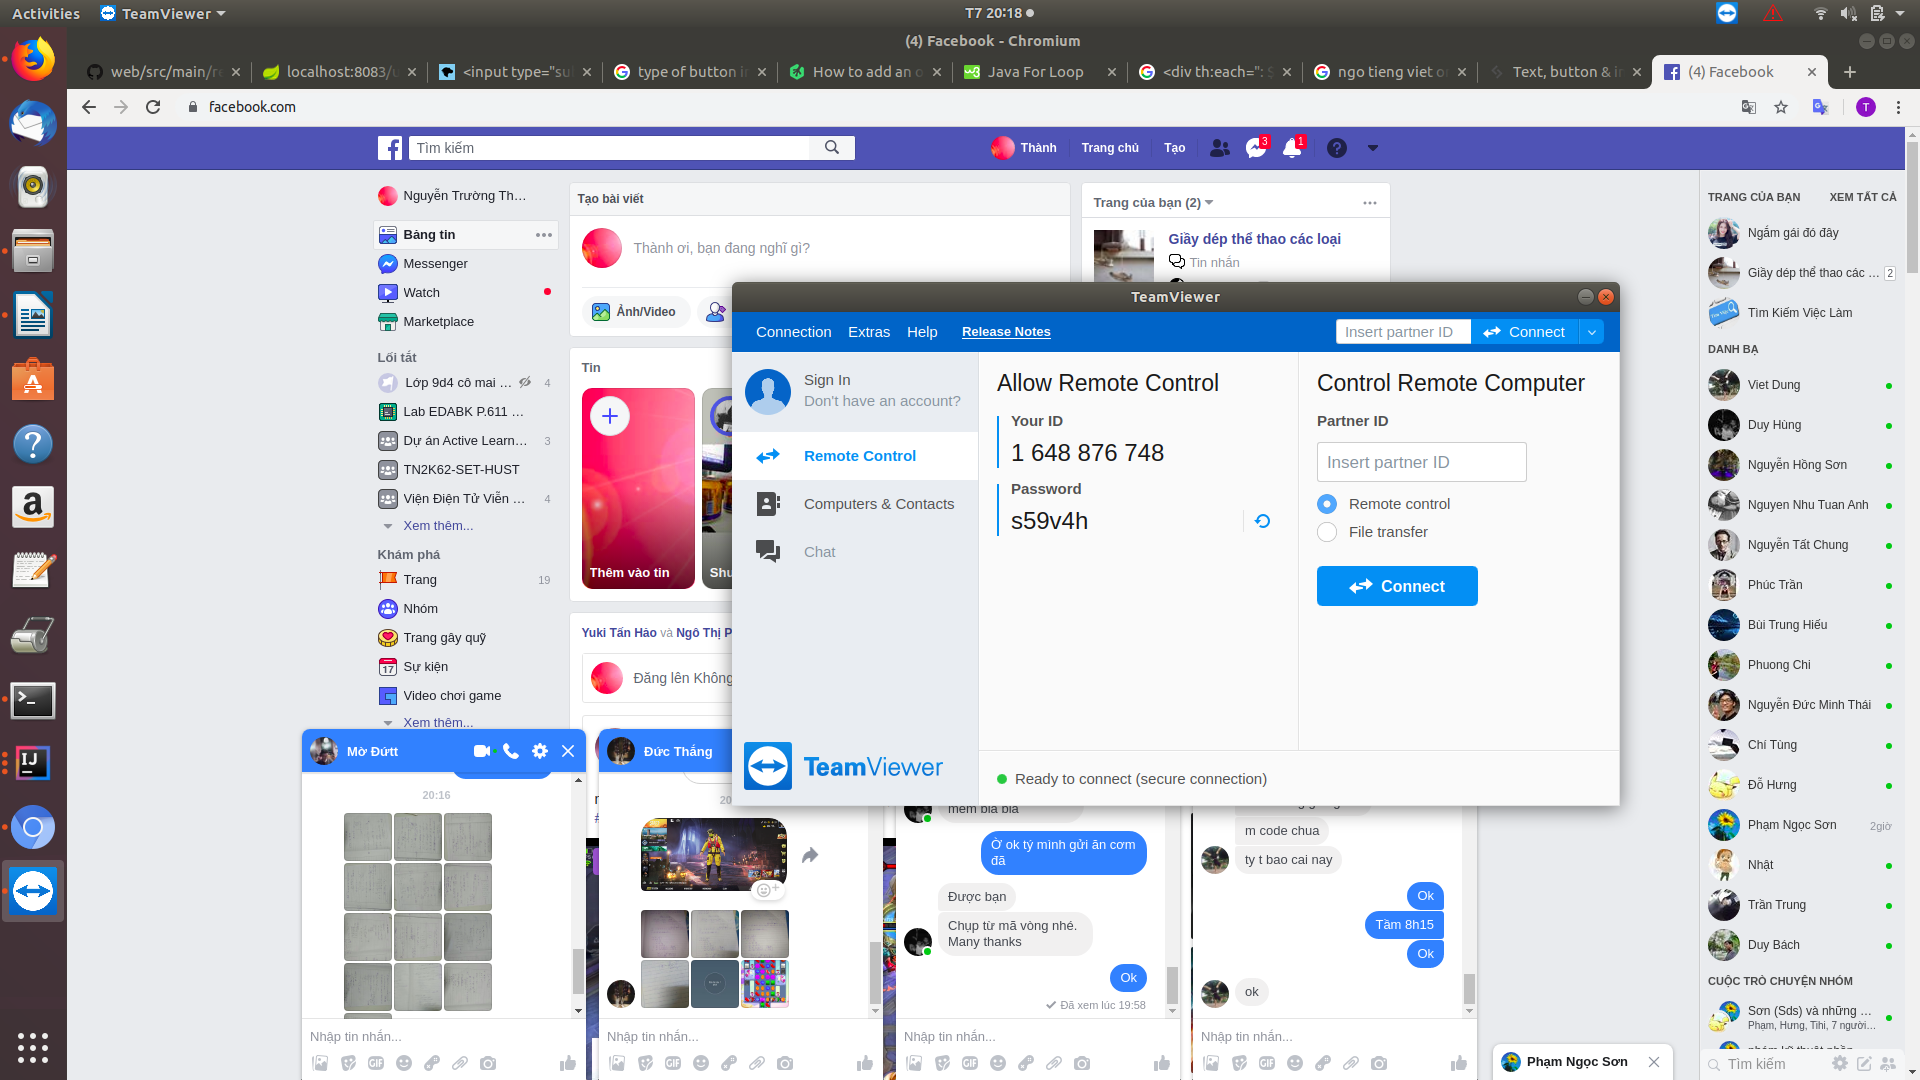 Activities
TeamViewer
T7 20:18
(4) Facebook - Chromium
web/src/main/re
localhost:8083/u
<input type="su
type of button i
How to add an o
Java For Loop
<div th:each=": $
ngo tieng viet o
Text, button & i
(4) Facebook
facebook.com
T
Tìm kiếm
Thành
Trang chủ
Tạo
3
1
Nguyễn Trường Th...
Bảng tin
Messenger
Watch
Marketplace
Lối tắt
Lớp 9d4 cô mai ...
4
Lab EDABK P.611 ...
Dự án Active Learn...
3
TN2K62-SET-HUST
Viện Điện Tử Viễn ...
4
Xem thêm...
Khám phá
Trang
19
Nhóm
Trang gây quỹ
Sự kiện
17
Video chơi game
Xem thêm...
Tạo bài viết
Thành ơi, bạn đang nghĩ gì?
Ảnh/Video
Tin
Thêm vào tin
Shu
Yuki Tấn Hảo và Ngô Thị P
Đăng lên Không
Trang của bạn (2)
Giầy dép thể thao các loại
Tin nhắn
TeamViewer
Connection
Extras
Help
Release Notes
Insert partner ID
Connect
Sign In
Don't have an account?
Remote Control
Computers & Contacts
Chat
TeamViewer
Allow Remote Control
Your ID
1 648 876 748
Password
s59v4h
Control Remote Computer
Partner ID
Insert partner ID
Remote control
File transfer
Connect
Ready to connect (secure connection)
TRANG CỦA BẠN
XEM TẤT CẢ
Ngắm gái đó đây
Giầy dép thể thao các ...
2
Tìm Kiếm Việc Làm
DANH BẠ
Viet Dung
Duy Hùng
Nguyễn Hồng Sơn
Nguyen Nhu Tuan Anh
Nguyễn Tất Chung
Phúc Trần
Bùi Trung Hiếu
Phuong Chi
Nguyễn Đức Minh Thái
Chí Tùng
Đỗ Hưng
Phạm Ngọc Sơn
2giờ
Nhật
Trần Trung
Duy Bách
CUỘC TRÒ CHUYỆN NHÓM
Sơn (Sds) và những ...
Phạm, Hưng, Tihi, 7 người...
Tìm kiếm
Mờ Đứtt
20:16
Nhập tin nhắn...
GIF
Đức Thắng
Nhập tin nhắn...
GIF
mem bla bla
Ờ ok tý mình gửi ăn cơm
đã
Được bạn
Chụp từ mã vòng nhé.
Many thanks
Ok
Đã xem lúc 19:58
Nhập tin nhắn...
GIF
m code chua
ty t bao cai nay
Ok
Tầm 8h15
Ok
ok
Nhập tin nhắn...
GIF
Phạm Ngọc Sơn